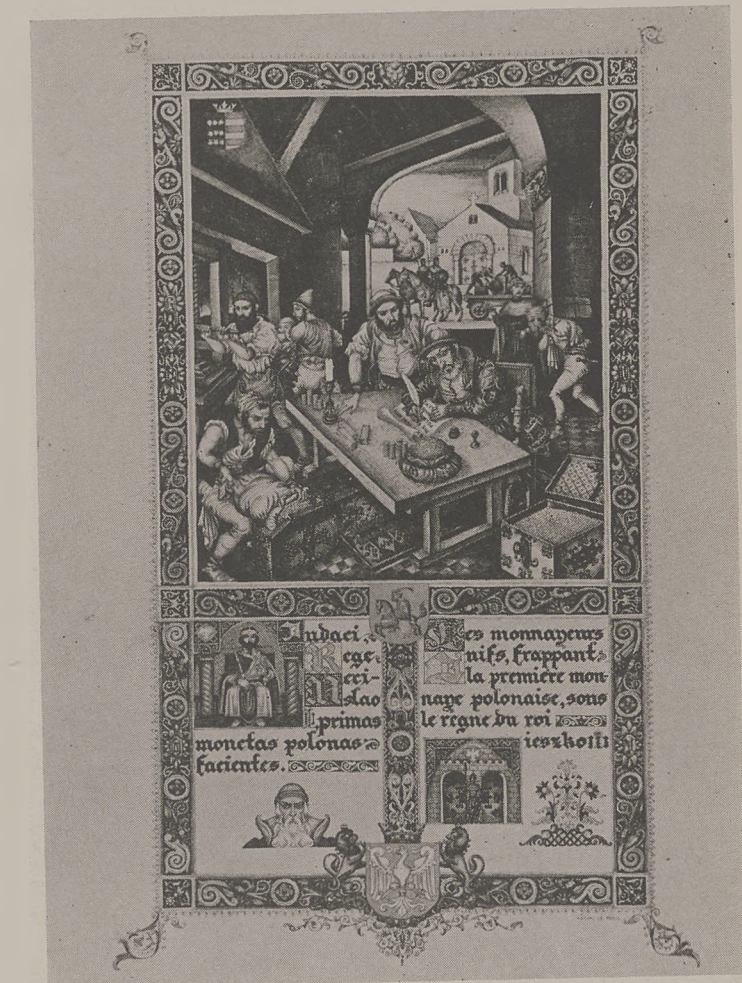 Iudaei,
Rege
Meci-
slao
primas
monetas polonas
facientes.
Les monnayeurs
Juifs, frappant
la première mon-
naye polonaise, sous
le regne du roi
Mieszko III